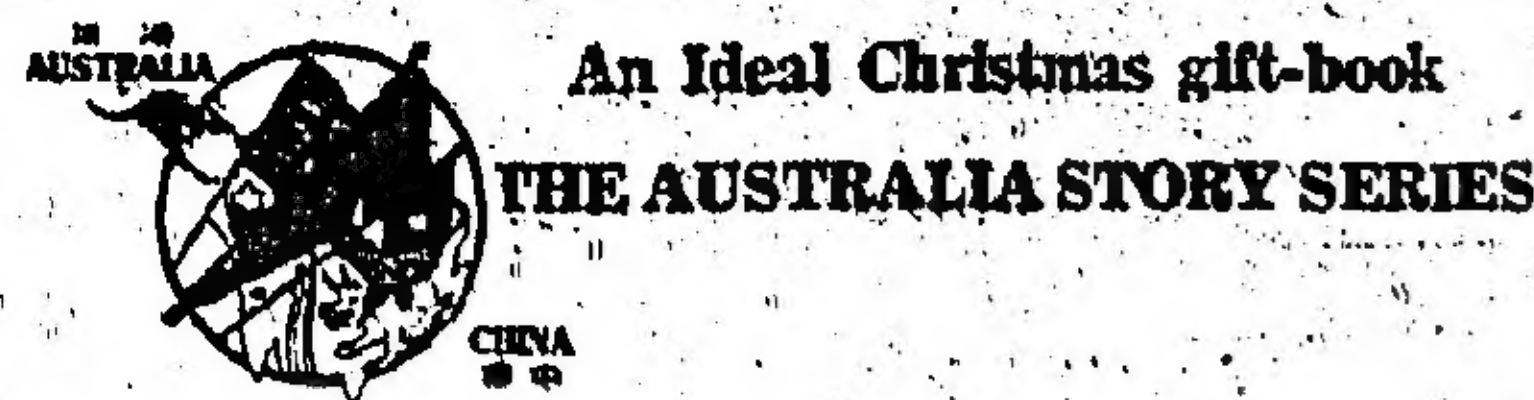 AUSTRALIA
An Ideal Christmas gift-book
THE AUSTRALIA STORY SERIES
CHINA